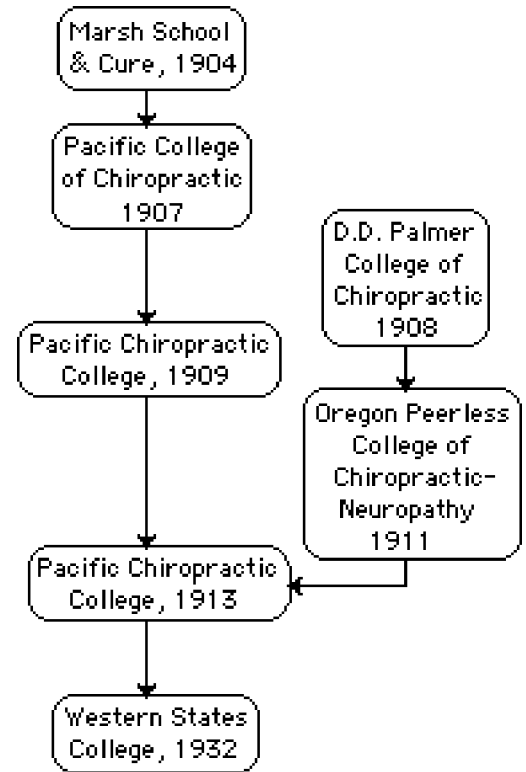 Marsh School
& Cure, 1904
Pacific College
of Chiropractic
1907
D.D. Palmer
College of
Chiropractic
1908
Pacific Chiropractic
College, 1909
Oregon Peerless
College of
Chiropractic-
Neuropathy
1911
Pacific Chiropractic
College, 1913
Western States
College, 1932